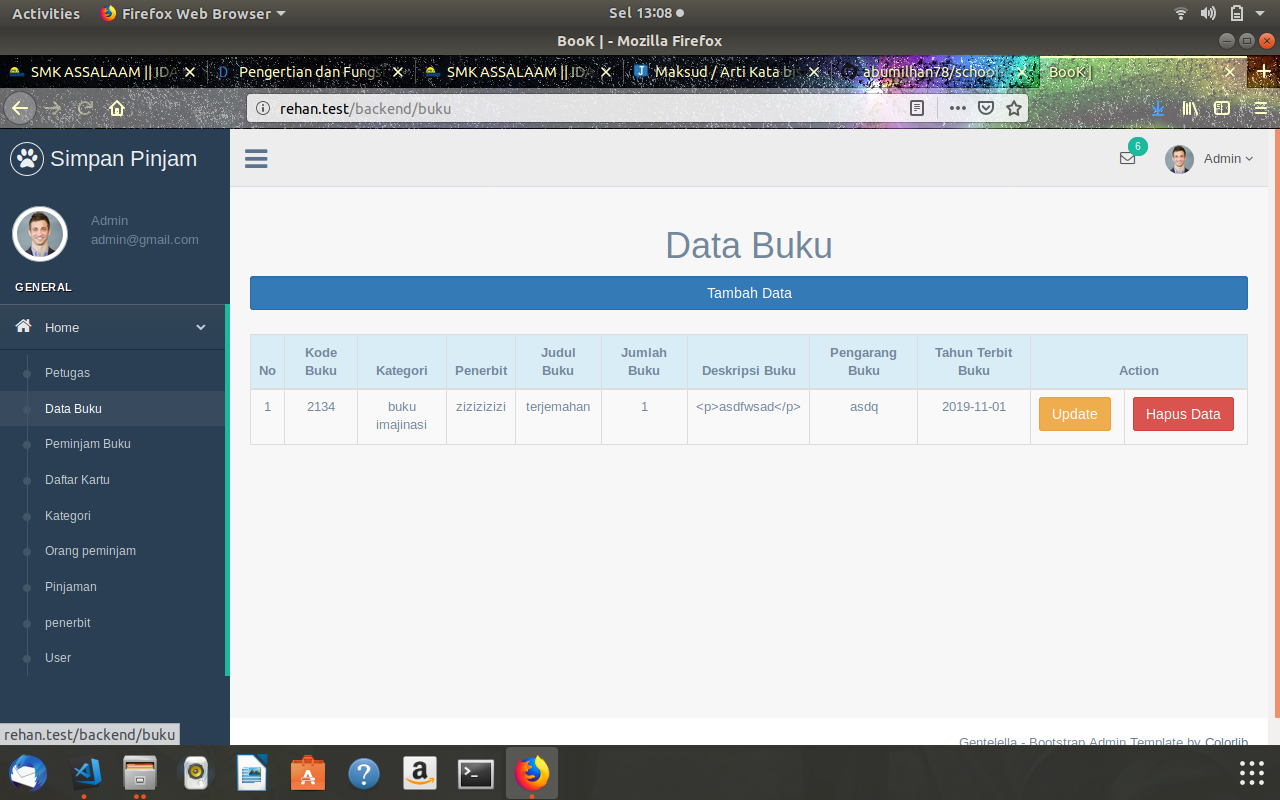 Activities Firefox Web Browser Sel 13:08
BooK | - Mozilla Firefox
SMK ASSALAAM || IDA Pengertian dan Fungs SMK ASSALAAM || IDA Maksud / Arti Kata bi abumilhan78/school BooK |
rehan.test/backend/buku
Simpan Pinjam
6
Admin
Admin
admin@gmail.com
GENERAL
Home
Petugas
Data Buku
Peminjam Buku
Daftar Kartu
Kategori
Orang peminjam
Pinjaman
penerbit
User
Data Buku
Tambah Data
No Kode Buku Kategori Penerbit Judul Buku Jumlah Buku Deskripsi Buku Pengarang Buku Tahun Terbit Buku Action
1 2134 buku imajinasi zizizizizi terjemahan 1 <p>asdfwsad</p> asdq 2019-11-01 Update Hapus Data
Gentelella - Bootstrap Admin Template by Colorlib
rehan.test/backend/buku